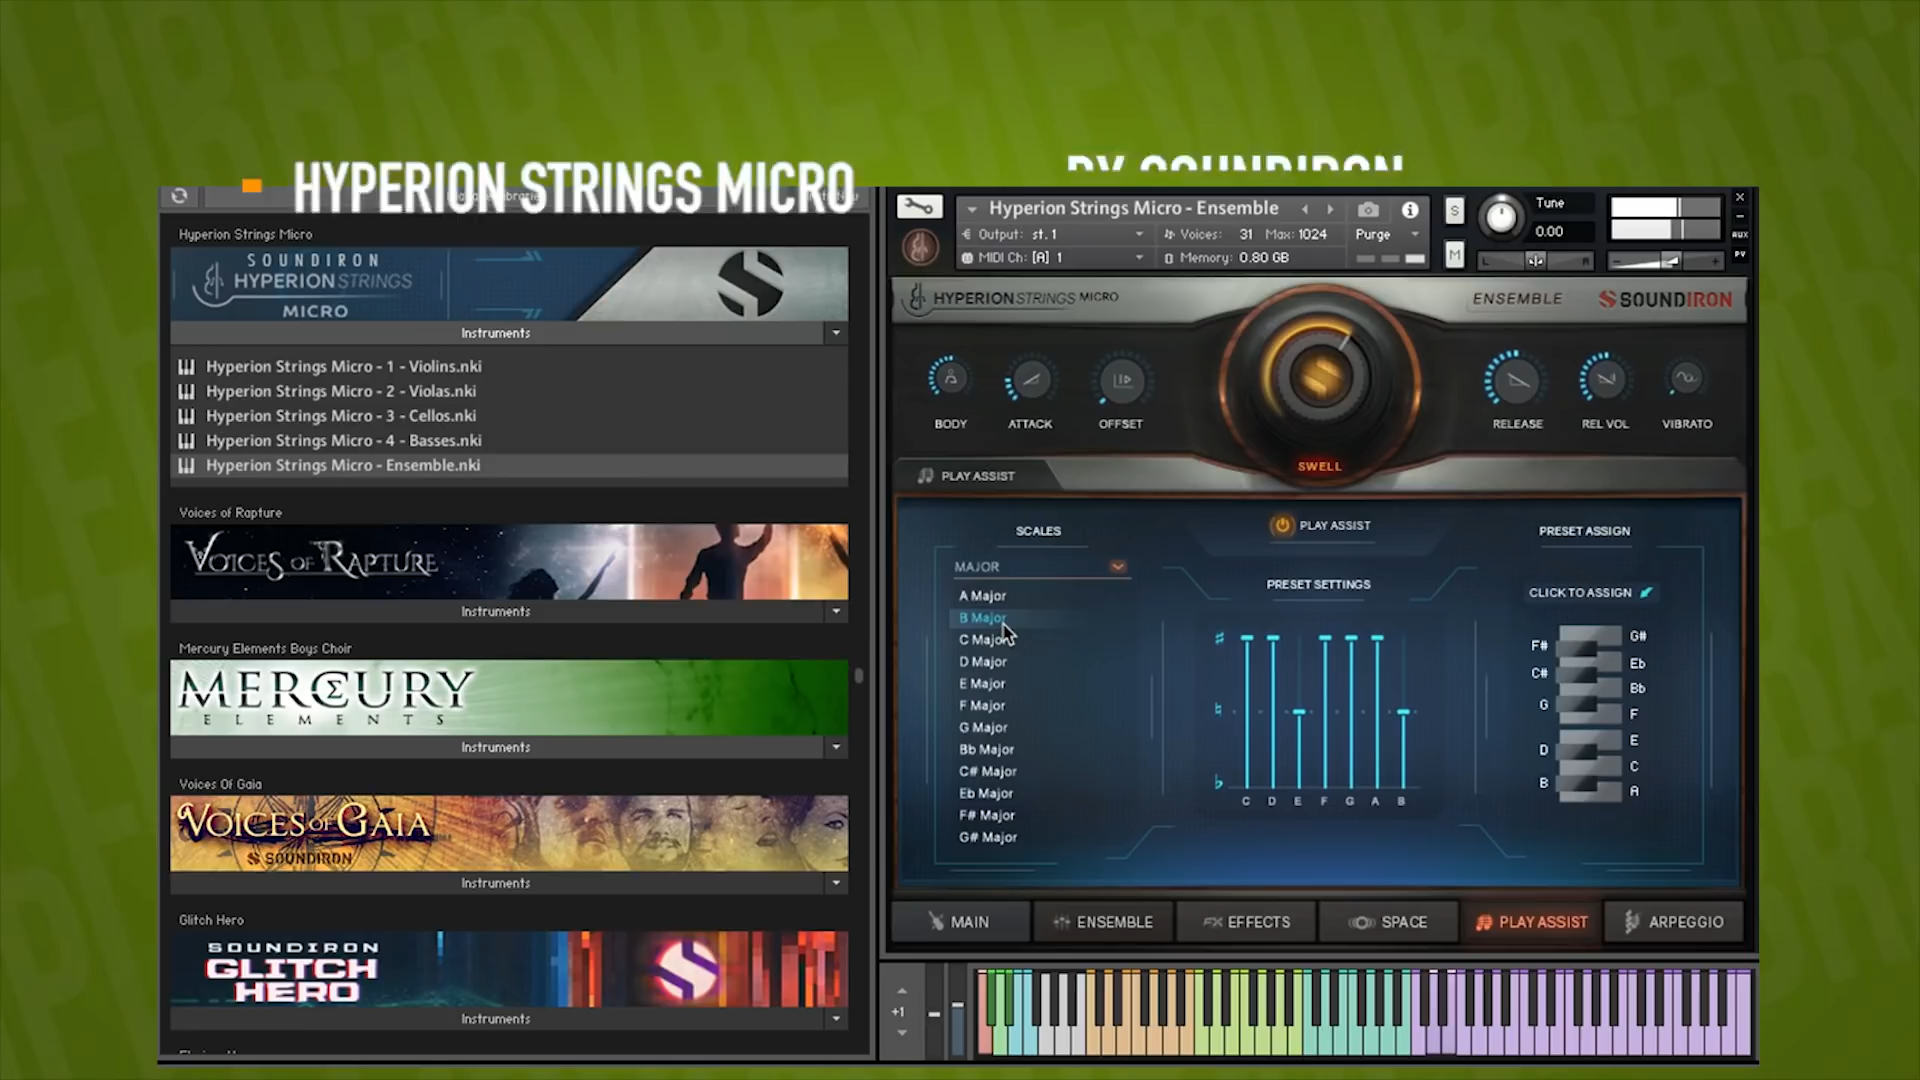 HYPERION STRINGS MICRO
BY SOUNDIRON
Hyperion Strings Micro
SOUNDIRON
HYPERION STRINGS
MICRO
Instruments
Hyperion Strings Micro - 1 - Violins.nki
Hyperion Strings Micro - 2 - Violas.nki
Hyperion Strings Micro - 3 - Cellos.nki
Hyperion Strings Micro - 4 - Basses.nki
Hyperion Strings Micro - Ensemble.nki
Voices of Rapture
VOICES OF RAPTURE
Instruments
Mercury Elements Boys Choir
MERCURY
ELEMENTS
Instruments
Voices Of Gaia
VOICES OF GAIA
SOUNDIRON
Instruments
Glitch Hero
SOUNDIRON
GLITCH
HERO
Instruments
Hyperion Strings Micro - Ensemble
Output: st. 1
Voices: 31 Max: 1024
Purge
MIDI Ch: [A] 1
Memory: 0.80 GB
S
M
Tune
0.00
L R
AUX
PV
HYPERION STRINGS MICRO
ENSEMBLE
SOUNDIRON
BODY
ATTACK
OFFSET
SWELL
RELEASE
REL VOL
VIBRATO
PLAY ASSIST
SCALES
MAJOR
A Major
B Major
C Major
D Major
E Major
F Major
G Major
Bb Major
C# Major
Eb Major
F# Major
G# Major
PLAY ASSIST
PRESET SETTINGS
♯
♮
♭
C D E F G A B
PRESET ASSIGN
CLICK TO ASSIGN
G#
F#
Eb
C#
Bb
G
F
E
D
C
B
A
MAIN
ENSEMBLE
FX EFFECTS
SPACE
PLAY ASSIST
ARPEGGIO
+1